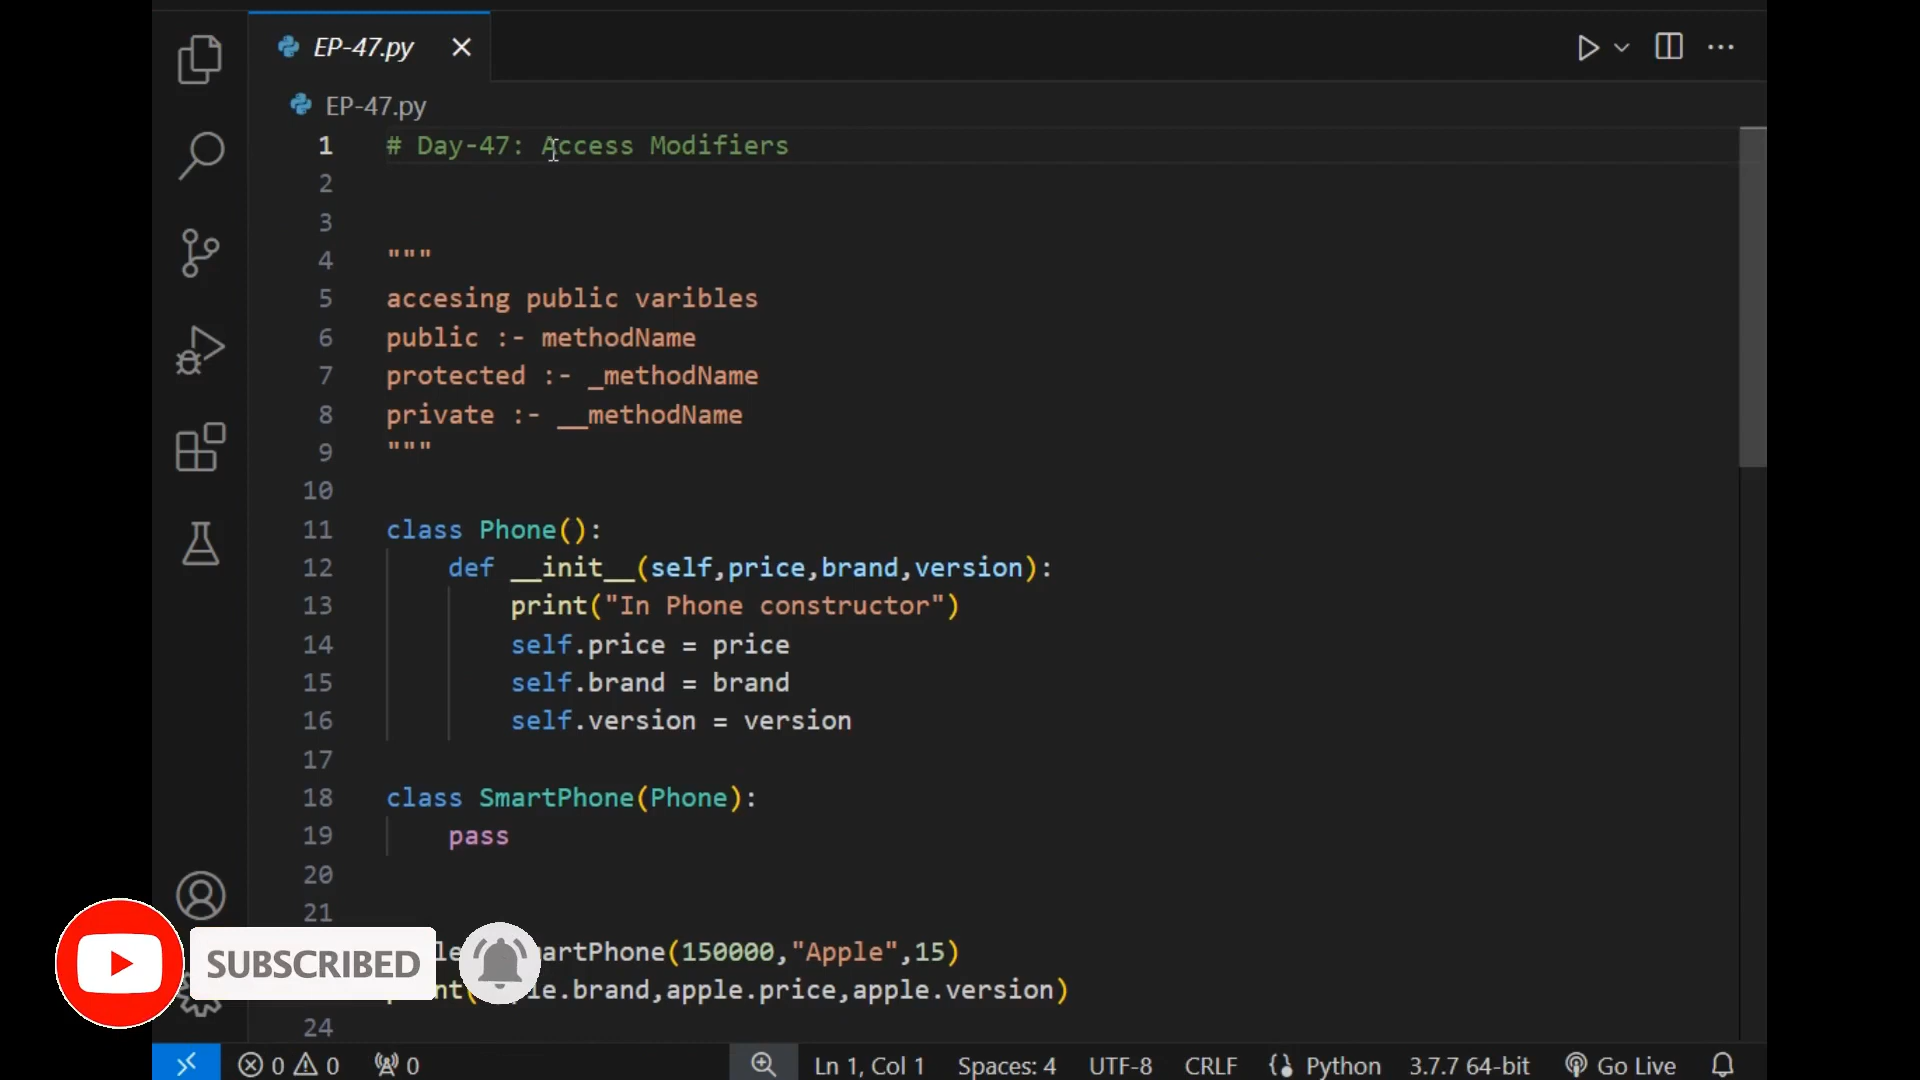 EP-47.py
EP-47.py
1 # Day-47: Access Modifiers
2
3
4 """
5 accesing public varibles
6 public :- methodName
7 protected :- _methodName
8 private :- __methodName
9 """
10
11 class Phone():
12 def __init__(self,price,brand,version):
13 print("In Phone constructor")
14 self.price = price
15 self.brand = brand
16 self.version = version
17
18 class SmartPhone(Phone):
19 pass
20
21
le artPhone(150000,"Apple",15)
nt( le.brand,apple.price,apple.version)
24
SUBSCRIBED
0 0 0 Ln 1, Col 1 Spaces: 4 UTF-8 CRLF Python 3.7.7 64-bit Go Live